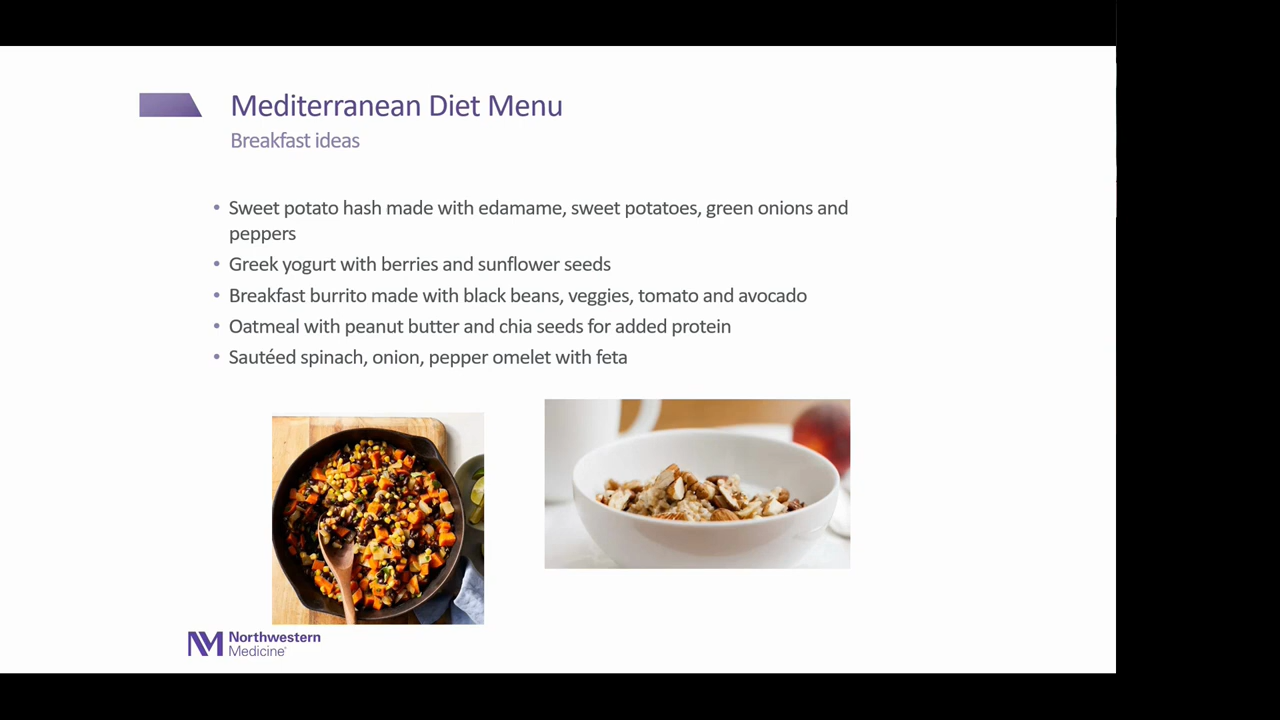 Mediterranean Diet Menu
Breakfast ideas
• Sweet potato hash made with edamame, sweet potatoes, green onions and
peppers
• Greek yogurt with berries and sunflower seeds
• Breakfast burrito made with black beans, veggies, tomato and avocado
• Oatmeal with peanut butter and chia seeds for added protein
• Sautéed spinach, onion, pepper omelet with feta
NM Northwestern
Medicine®